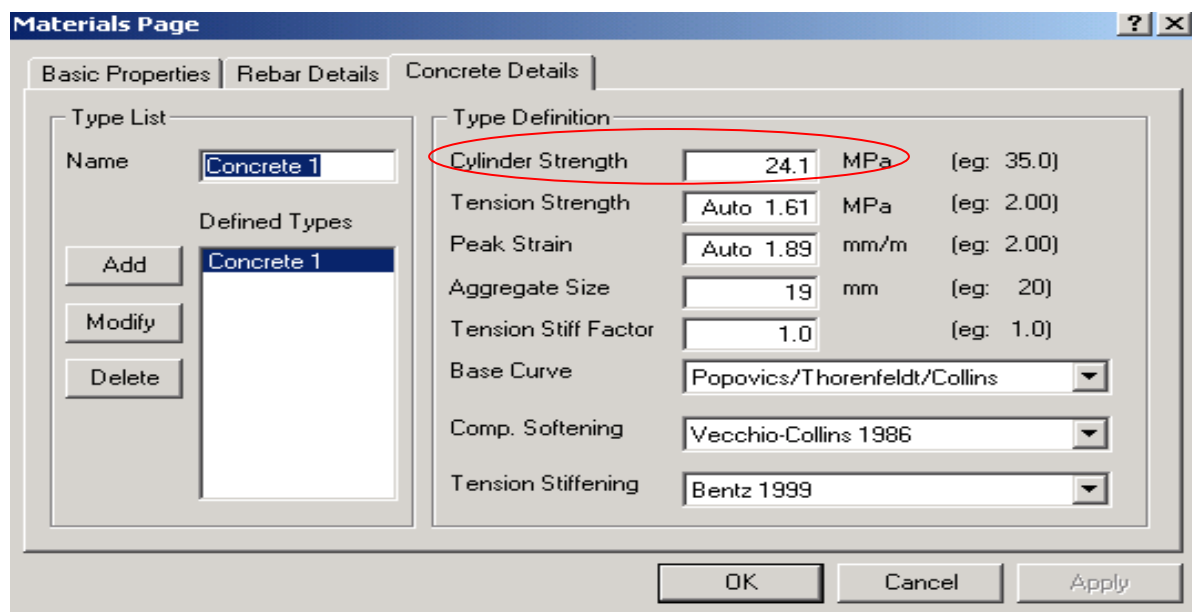 Materials Page
Basic Properties Rebar Details Concrete Details
Type List
Name Concrete 1
Defined Types
Concrete 1
Add
Modify
Delete
Type Definition
Cylinder Strength 24.1 MPa (eg: 35.0)
Tension Strength Auto 1.61 MPa (eg: 2.00)
Peak Strain Auto 1.89 mm/m (eg: 2.00)
Aggregate Size 19 mm (eg: 20)
Tension Stiff Factor 1.0 (eg: 1.0)
Base Curve Popovics/Thorenfeldt/Collins
Comp. Softening Vecchio-Collins 1986
Tension Stiffening Bentz 1999
OK Cancel Apply